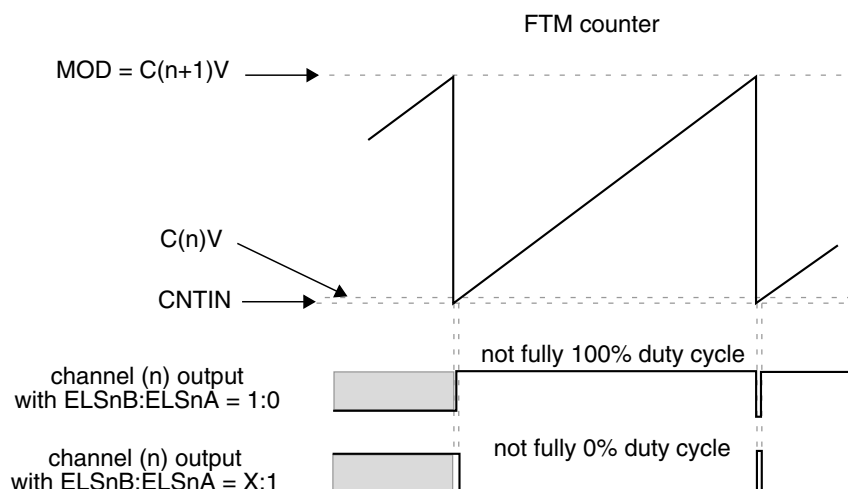 FTM counter
MOD = C(n+1)V
C(n)V
CNTIN
not fully 100% duty cycle
channel (n) output
with ELSnB:ELSnA = 1:0
not fully 0% duty cycle
channel (n) output
with ELSnB:ELSnA = X:1